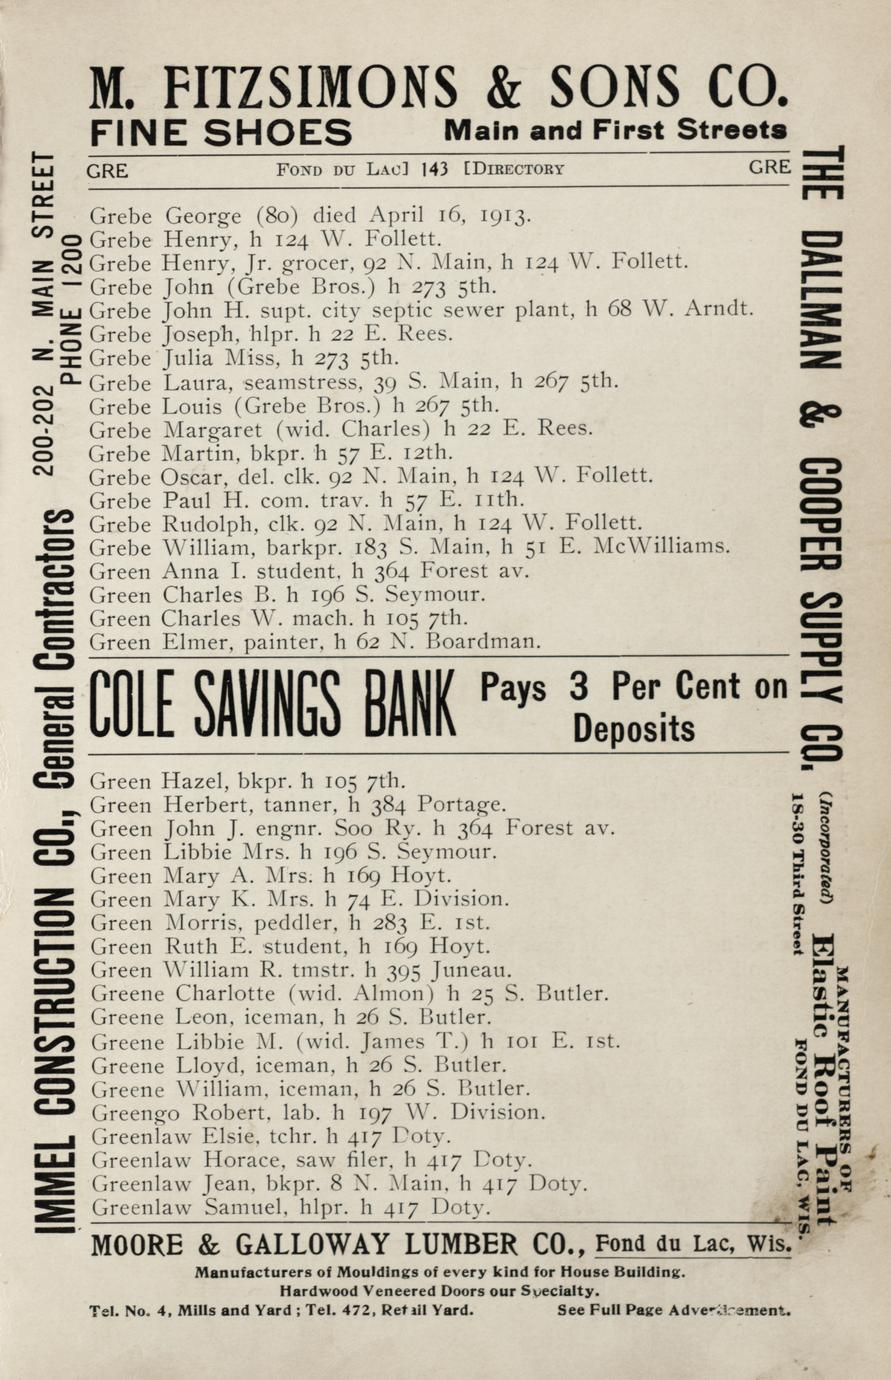 M. FITZSIMONS & SONS CO.
FINE SHOES Main and First Streets
GRE FOND DU LAC] 143 [DIRECTORY GRE
Grebe George (80) died April 16, 1913.
Grebe Henry, h 124 W. Follett.
Grebe Henry, Jr. grocer, 92 N. Main, h 124 W. Follett.
Grebe John (Grebe Bros.) h 273 5th.
Grebe John H. supt. city septic sewer plant, h 68 W. Arndt.
Grebe Joseph, hlpr. h 22 E. Rees.
Grebe Julia Miss, h 273 5th.
Grebe Laura, seamstress, 39 S. Main, h 267 5th.
Grebe Louis (Grebe Bros.) h 267 5th.
Grebe Margaret (wid. Charles) h 22 E. Rees.
Grebe Martin, bkpr. h 57 E. 12th.
Grebe Oscar, del. clk. 92 N. Main, h 124 W. Follett.
Grebe Paul H. com. trav. h 57 E. 11th.
Grebe Rudolph, clk. 92 N. Main, h 124 W. Follett.
Grebe William, barkpr. 183 S. Main, h 51 E. McWilliams.
Green Anna I. student, h 364 Forest av.
Green Charles B. h 196 S. Seymour.
Green Charles W. mach. h 105 7th.
Green Elmer, painter, h 62 N. Boardman.
COLE SAVINGS BANK Pays 3 Per Cent on
Deposits
Green Hazel, bkpr. h 105 7th.
Green Herbert, tanner, h 384 Portage.
Green John J. engnr. Soo Ry. h 364 Forest av.
Green Libbie Mrs. h 196 S. Seymour.
Green Mary A. Mrs. h 169 Hoyt.
Green Mary K. Mrs. h 74 E. Division.
Green Morris, peddler, h 283 E. 1st.
Green Ruth E. student, h 169 Hoyt.
Green William R. tmstr. h 395 Juneau.
Greene Charlotte (wid. Almon) h 25 S. Butler.
Greene Leon, iceman, h 26 S. Butler.
Greene Libbie M. (wid. James T.) h 101 E. 1st.
Greene Lloyd, iceman, h 26 S. Butler.
Greene William, iceman, h 26 S. Butler.
Greengo Robert, lab. h 197 W. Division.
Greenlaw Elsie, tchr. h 417 Doty.
Greenlaw Horace, saw filer, h 417 Doty.
Greenlaw Jean, bkpr. 8 N. Main, h 417 Doty.
Greenlaw Samuel, hlpr. h 417 Doty.
MOORE & GALLOWAY LUMBER CO., Fond du Lac, Wis.
Manufacturers of Mouldings of every kind for House Building.
Hardwood Veneered Doors our Specialty.
Tel. No. 4, Mills and Yard; Tel. 472, Retail Yard. See Full Page Advertisement.
IMMEL CONSTRUCTION CO., General Contractors 200-202 N. MAIN STREET
PHONE 1200
THE DALLMAN & COOPER SUPPLY CO.
(Incorporated)
18-30 Third Street
MANUFACTURERS OF
Elastic Roof Paint
FOND DU LAC, WIS.